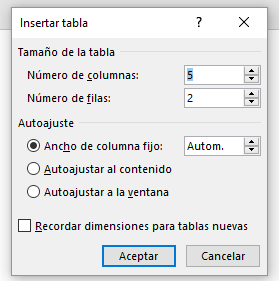 Insertar tabla
Tamaño de la tabla
Número de columnas: 5
Número de filas: 2
Autoajuste
Ancho de columna fijo: Autom.
Autoajustar al contenido
Autoajustar a la ventana
Recordar dimensiones para tablas nuevas
Aceptar Cancelar